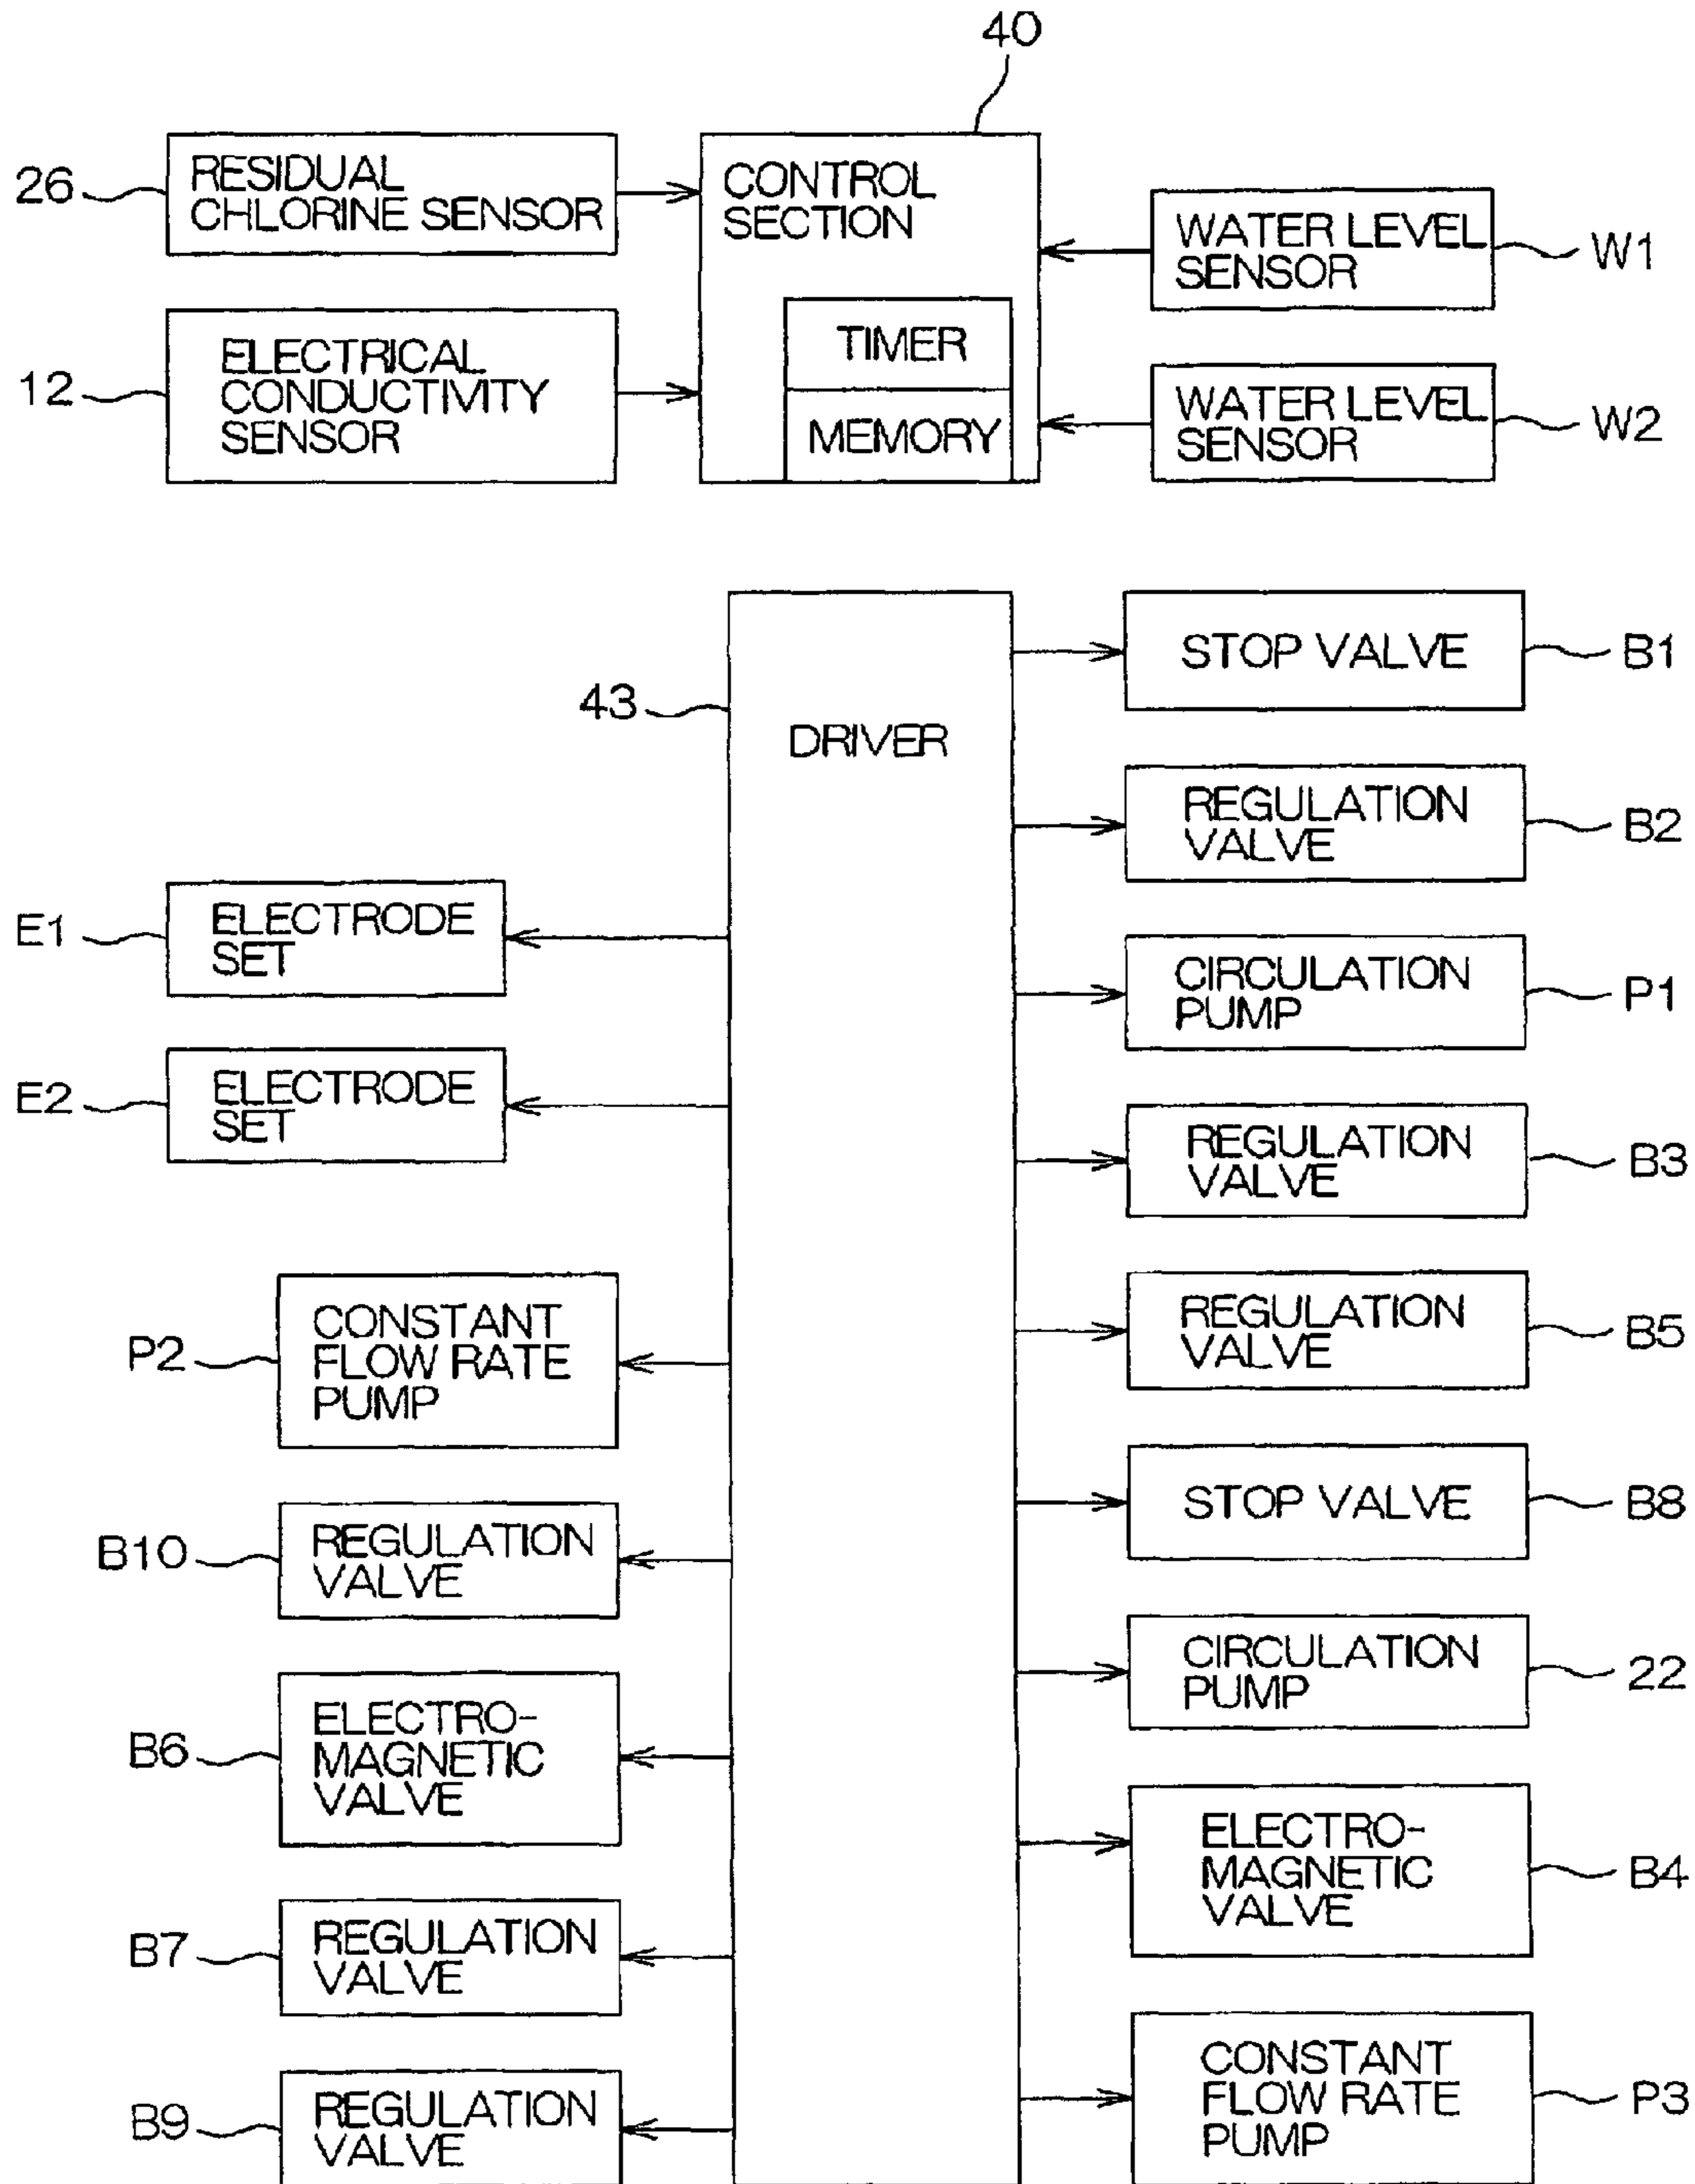 40
26
RESIDUAL
CHLORINE SENSOR
CONTROL
SECTION
WATER LEVEL
SENSOR
W1
12
ELECTRICAL
CONDUCTIVITY
SENSOR
TIMER
MEMORY
WATER LEVEL
SENSOR
W2
43
DRIVER
STOP VALVE
B1
REGULATION
VALVE
B2
E1
ELECTRODE
SET
CIRCULATION
PUMP
P1
E2
ELECTRODE
SET
REGULATION
VALVE
B3
P2
CONSTANT
FLOW RATE
PUMP
REGULATION
VALVE
B5
B10
REGULATION
VALVE
STOP VALVE
B8
B6
ELECTRO-
MAGNETIC
VALVE
CIRCULATION
PUMP
22
B7
REGULATION
VALVE
ELECTRO-
MAGNETIC
VALVE
B4
B9
REGULATION
VALVE
CONSTANT
FLOW RATE
PUMP
P3